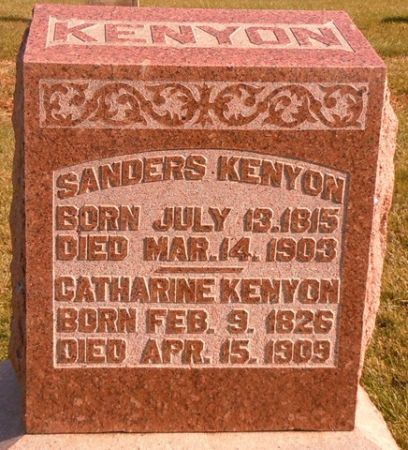 KENYON
SANDERS KENYON
BORN JULY 13.1815
DIED MAR.14.1903
CATHARINE KENYON
BORN FEB. 9. 1826
DIED APR. 15. 1909